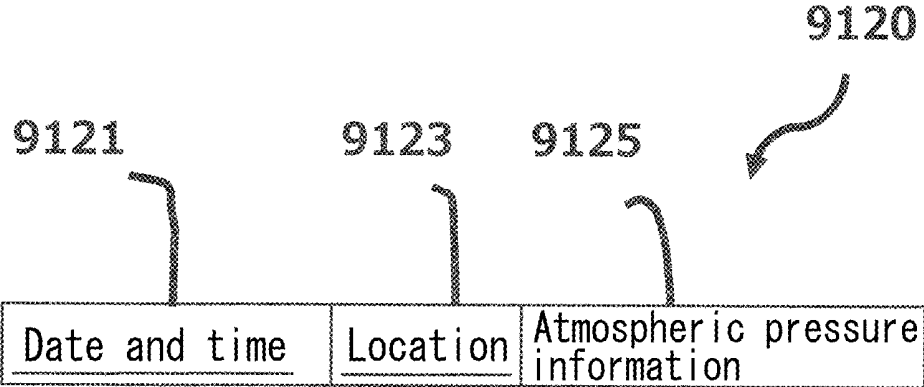 9120
9121 9123 9125
Date and time Location Atmospheric pressure
information